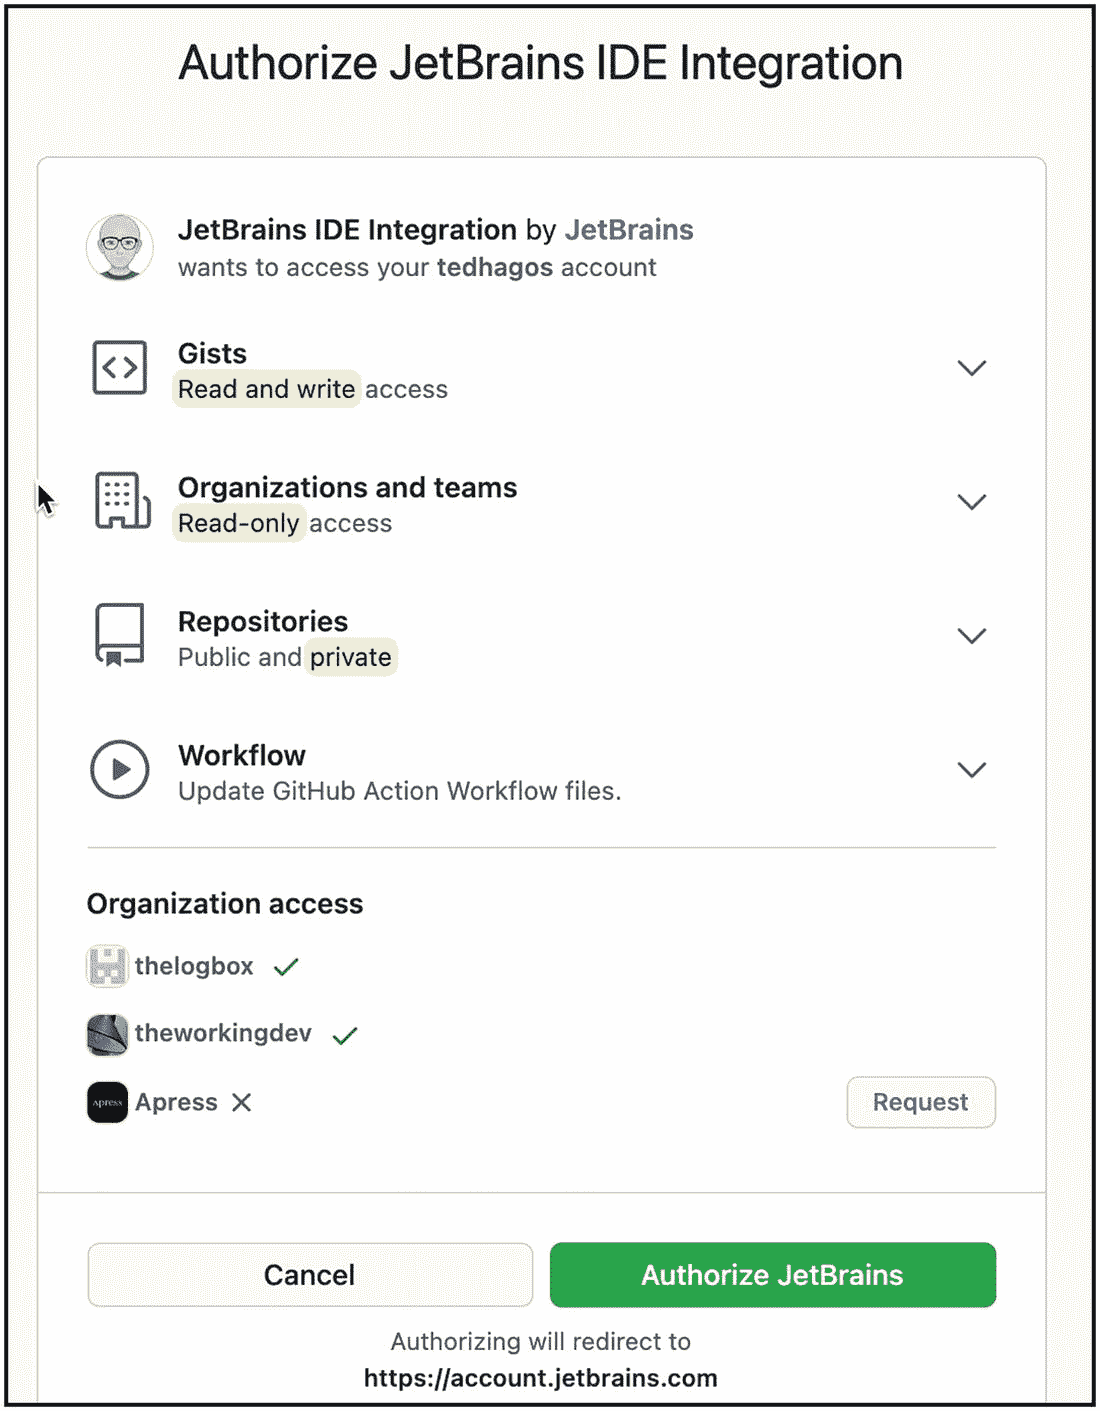 Authorize JetBrains IDE Integration
JetBrains IDE Integration by JetBrains
wants to access your tedhagos account
Gists
Read and write access
Organizations and teams
Read-only access
Repositories
Public and private
Workflow
Update GitHub Action Workflow files.
Organization access
thelogbox
theworkingdev
apress Apress
Request
Cancel
Authorize JetBrains
Authorizing will redirect to
https://account.jetbrains.com